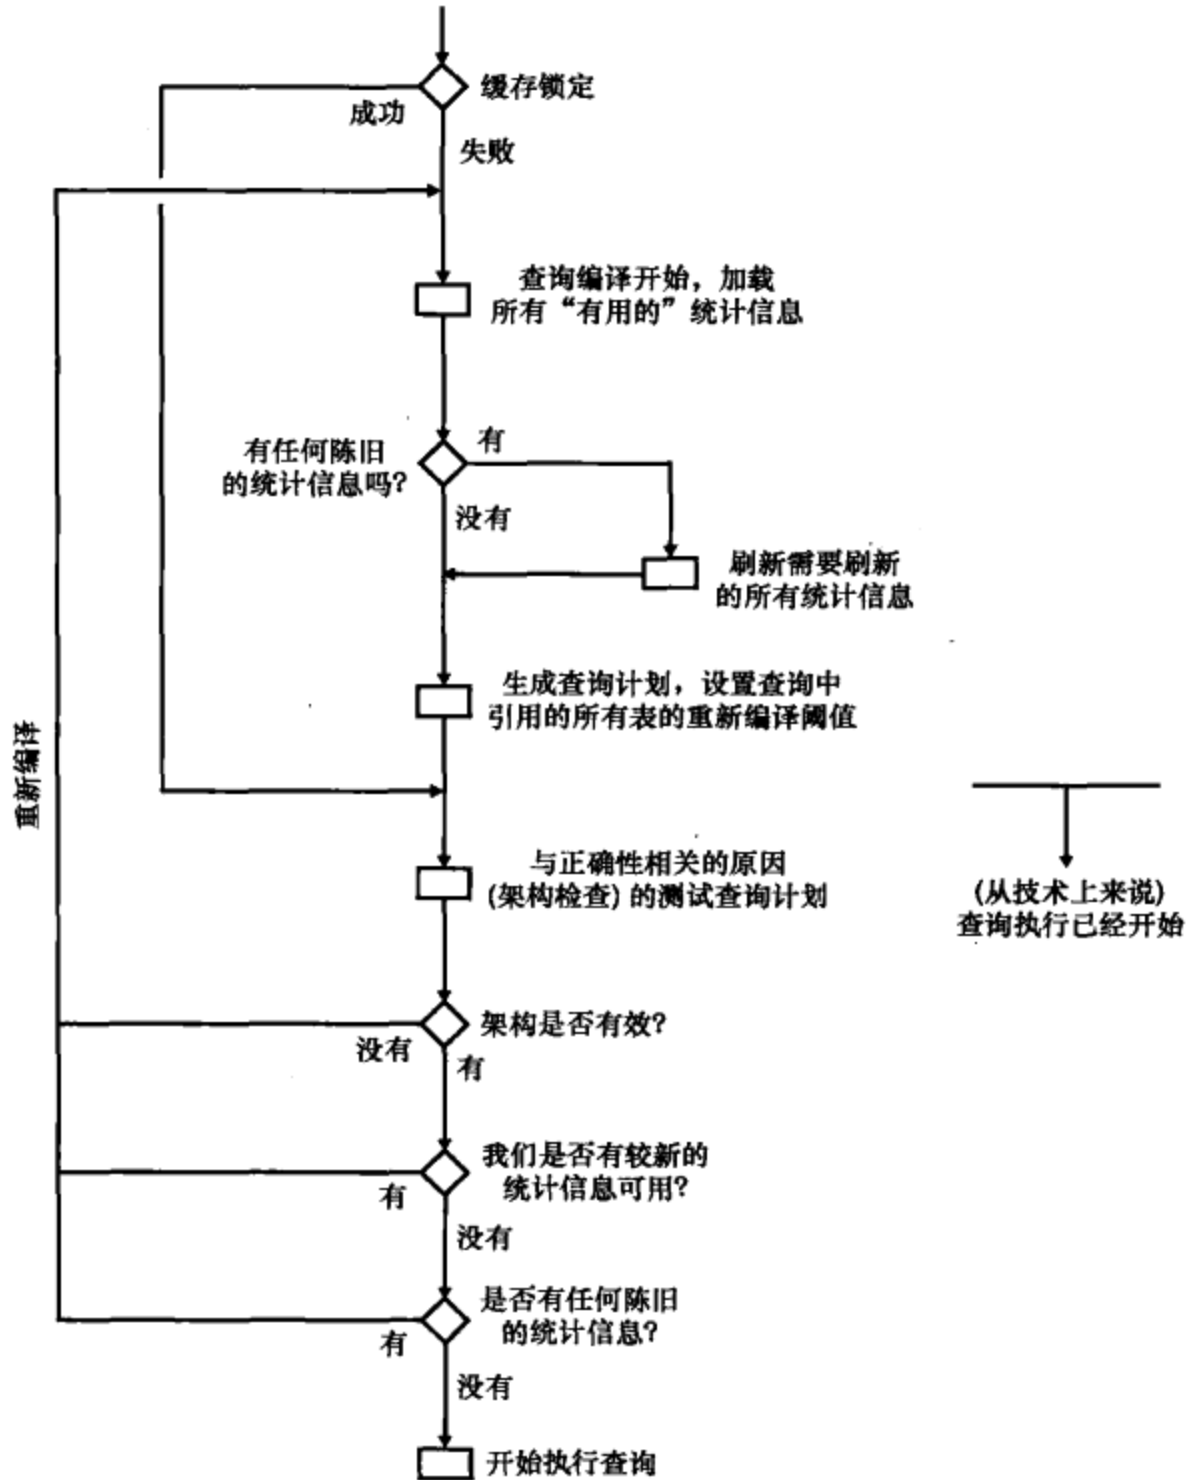 缓存锁定
成功
失败
查询编译开始，加载
所有“有用的”统计信息
有任何陈旧
的统计信息吗？
有
没有
刷新需要刷新
的所有统计信息
生成查询计划，设置查询中
引用的所有表的重新编译阈值
重新编译
与正确性相关的原因
(架构检查)的测试查询计划
(从技术上来说)
查询执行已经开始
架构是否有效？
没有
有
我们是否有较新的
统计信息可用？
有
没有
是否有任何陈旧
的统计信息？
有
没有
开始执行查询